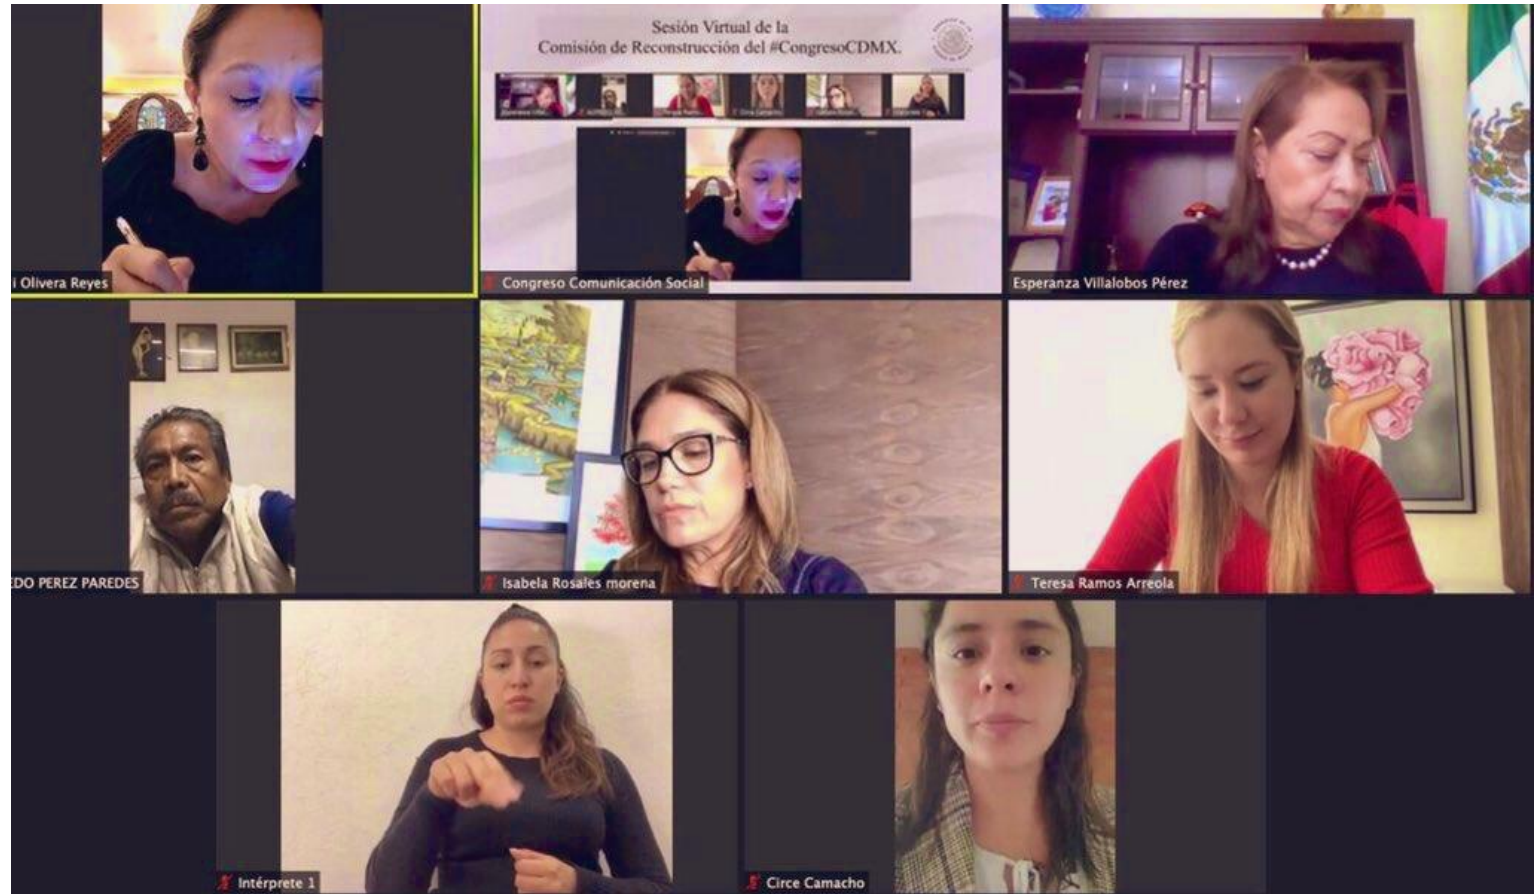 Sesión Virtual de la
Comisión de Reconstrucción del #CongresoCDMX.
i Olivera Reyes
Congreso Comunicación Social
Esperanza Villalobos Pérez
EDO PEREZ PAREDES
Isabela Rosales morena
Teresa Ramos Arreola
Intérprete 1
Circe Camacho